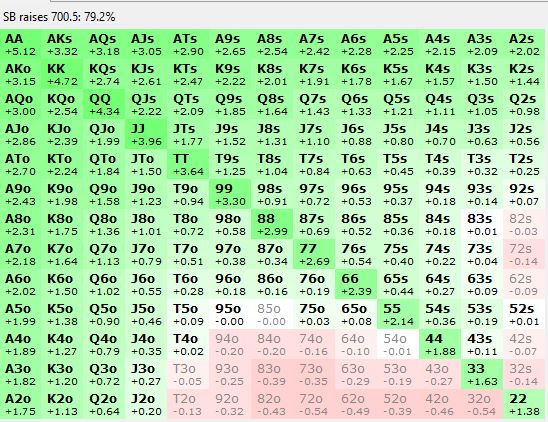 SB raises 700.5: 79.2%
AA AKs AQs AJs ATs A9s A8s A7s A6s A5s A4s A3s A2s
+5.12 +3.32 +3.18 +3.05 +2.90 +2.65 +2.54 +2.42 +2.28 +2.25 +2.15 +2.09 +2.02
AKo KK KQs KJs KTs K9s K8s K7s K6s K5s K4s K3s K2s
+3.15 +4.72 +2.74 +2.61 +2.47 +2.22 +2.01 +1.91 +1.78 +1.67 +1.57 +1.50 +1.44
AQo KQo QQ QJs QTs Q9s Q8s Q7s Q6s Q5s Q4s Q3s Q2s
+3.00 +2.54 +4.34 +2.22 +2.09 +1.85 +1.64 +1.43 +1.33 +1.21 +1.11 +1.05 +0.98
AJo KJo QJo JJ JTs J9s J8s J7s J6s J5s J4s J3s J2s
+2.86 +2.39 +1.99 +3.96 +1.77 +1.52 +1.31 +1.10 +0.88 +0.80 +0.70 +0.63 +0.56
ATo KTo QTo JTo TT T9s T8s T7s T6s T5s T4s T3s T2s
+2.70 +2.24 +1.84 +1.50 +3.64 +1.25 +1.04 +0.84 +0.63 +0.45 +0.39 +0.32 +0.25
A9o K9o Q9o J9o T9o 99 98s 97s 96s 95s 94s 93s 92s
+2.43 +1.98 +1.58 +1.23 +0.94 +3.30 +0.91 +0.72 +0.53 +0.37 +0.18 +0.14 +0.07
A8o K8o Q8o J8o T8o 98o 88 87s 86s 85s 84s 83s 82s
+2.31 +1.75 +1.36 +1.01 +0.72 +0.58 +2.99 +0.69 +0.52 +0.36 +0.18 +0.01 -0.03
A7o K7o Q7o J7o T7o 97o 87o 77 76s 75s 74s 73s 72s
+2.18 +1.64 +1.13 +0.79 +0.51 +0.38 +0.34 +2.69 +0.54 +0.40 +0.22 +0.04 -0.14
A6o K6o Q6o J6o T6o 96o 86o 76o 66 65s 64s 63s 62s
+2.02 +1.50 +1.02 +0.55 +0.28 +0.18 +0.16 +0.19 +2.39 +0.44 +0.27 +0.09 -0.09
A5o K5o Q5o J5o T5o 95o 85o 75o 65o 55 54s 53s 52s
+1.99 +1.38 +0.90 +0.46 +0.09 -0.00 -0.00 +0.03 +0.08 +2.14 +0.36 +0.19 +0.01
A4o K4o Q4o J4o T4o 94o 84o 74o 64o 54o 44 43s 42s
+1.89 +1.27 +0.79 +0.35 +0.02 -0.20 -0.20 -0.16 -0.10 -0.01 +1.88 +0.11 -0.07
A3o K3o Q3o J3o T3o 93o 83o 73o 63o 53o 43o 33 32s
+1.82 +1.20 +0.72 +0.27 -0.05 -0.25 -0.39 -0.35 -0.29 -0.19 -0.27 +1.63 -0.14
A2o K2o Q2o J2o T2o 92o 82o 72o 62o 52o 42o 32o 22
+1.75 +1.13 +0.64 +0.20 -0.13 -0.32 -0.43 -0.54 -0.49 -0.39 -0.46 -0.54 +1.38